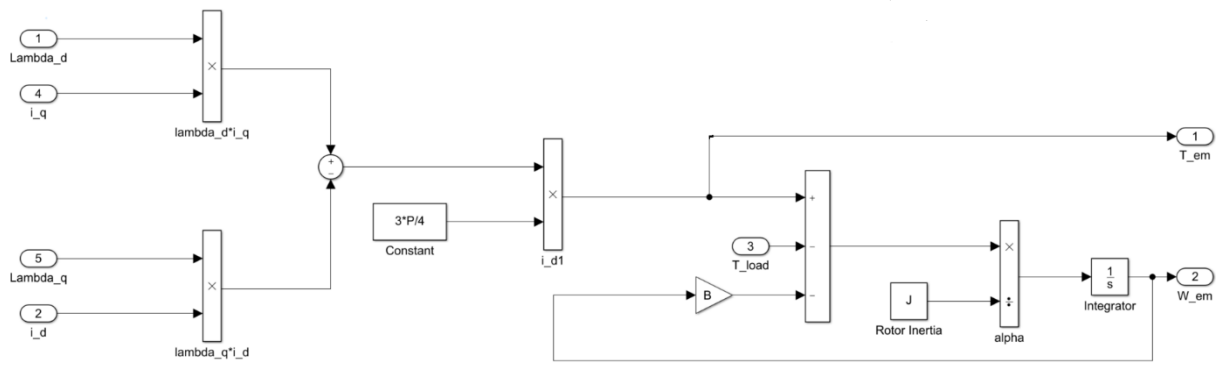 1
Lambda_d
4
i_q
×
lambda_d*i_q
+
−
5
Lambda_q
2
i_d
×
lambda_q*i_d
3*P/4
Constant
×
i_d1
1
T_em
+
−
−
3
T_load
B
J
Rotor Inertia
×
÷
alpha
1
s
Integrator
2
W_em